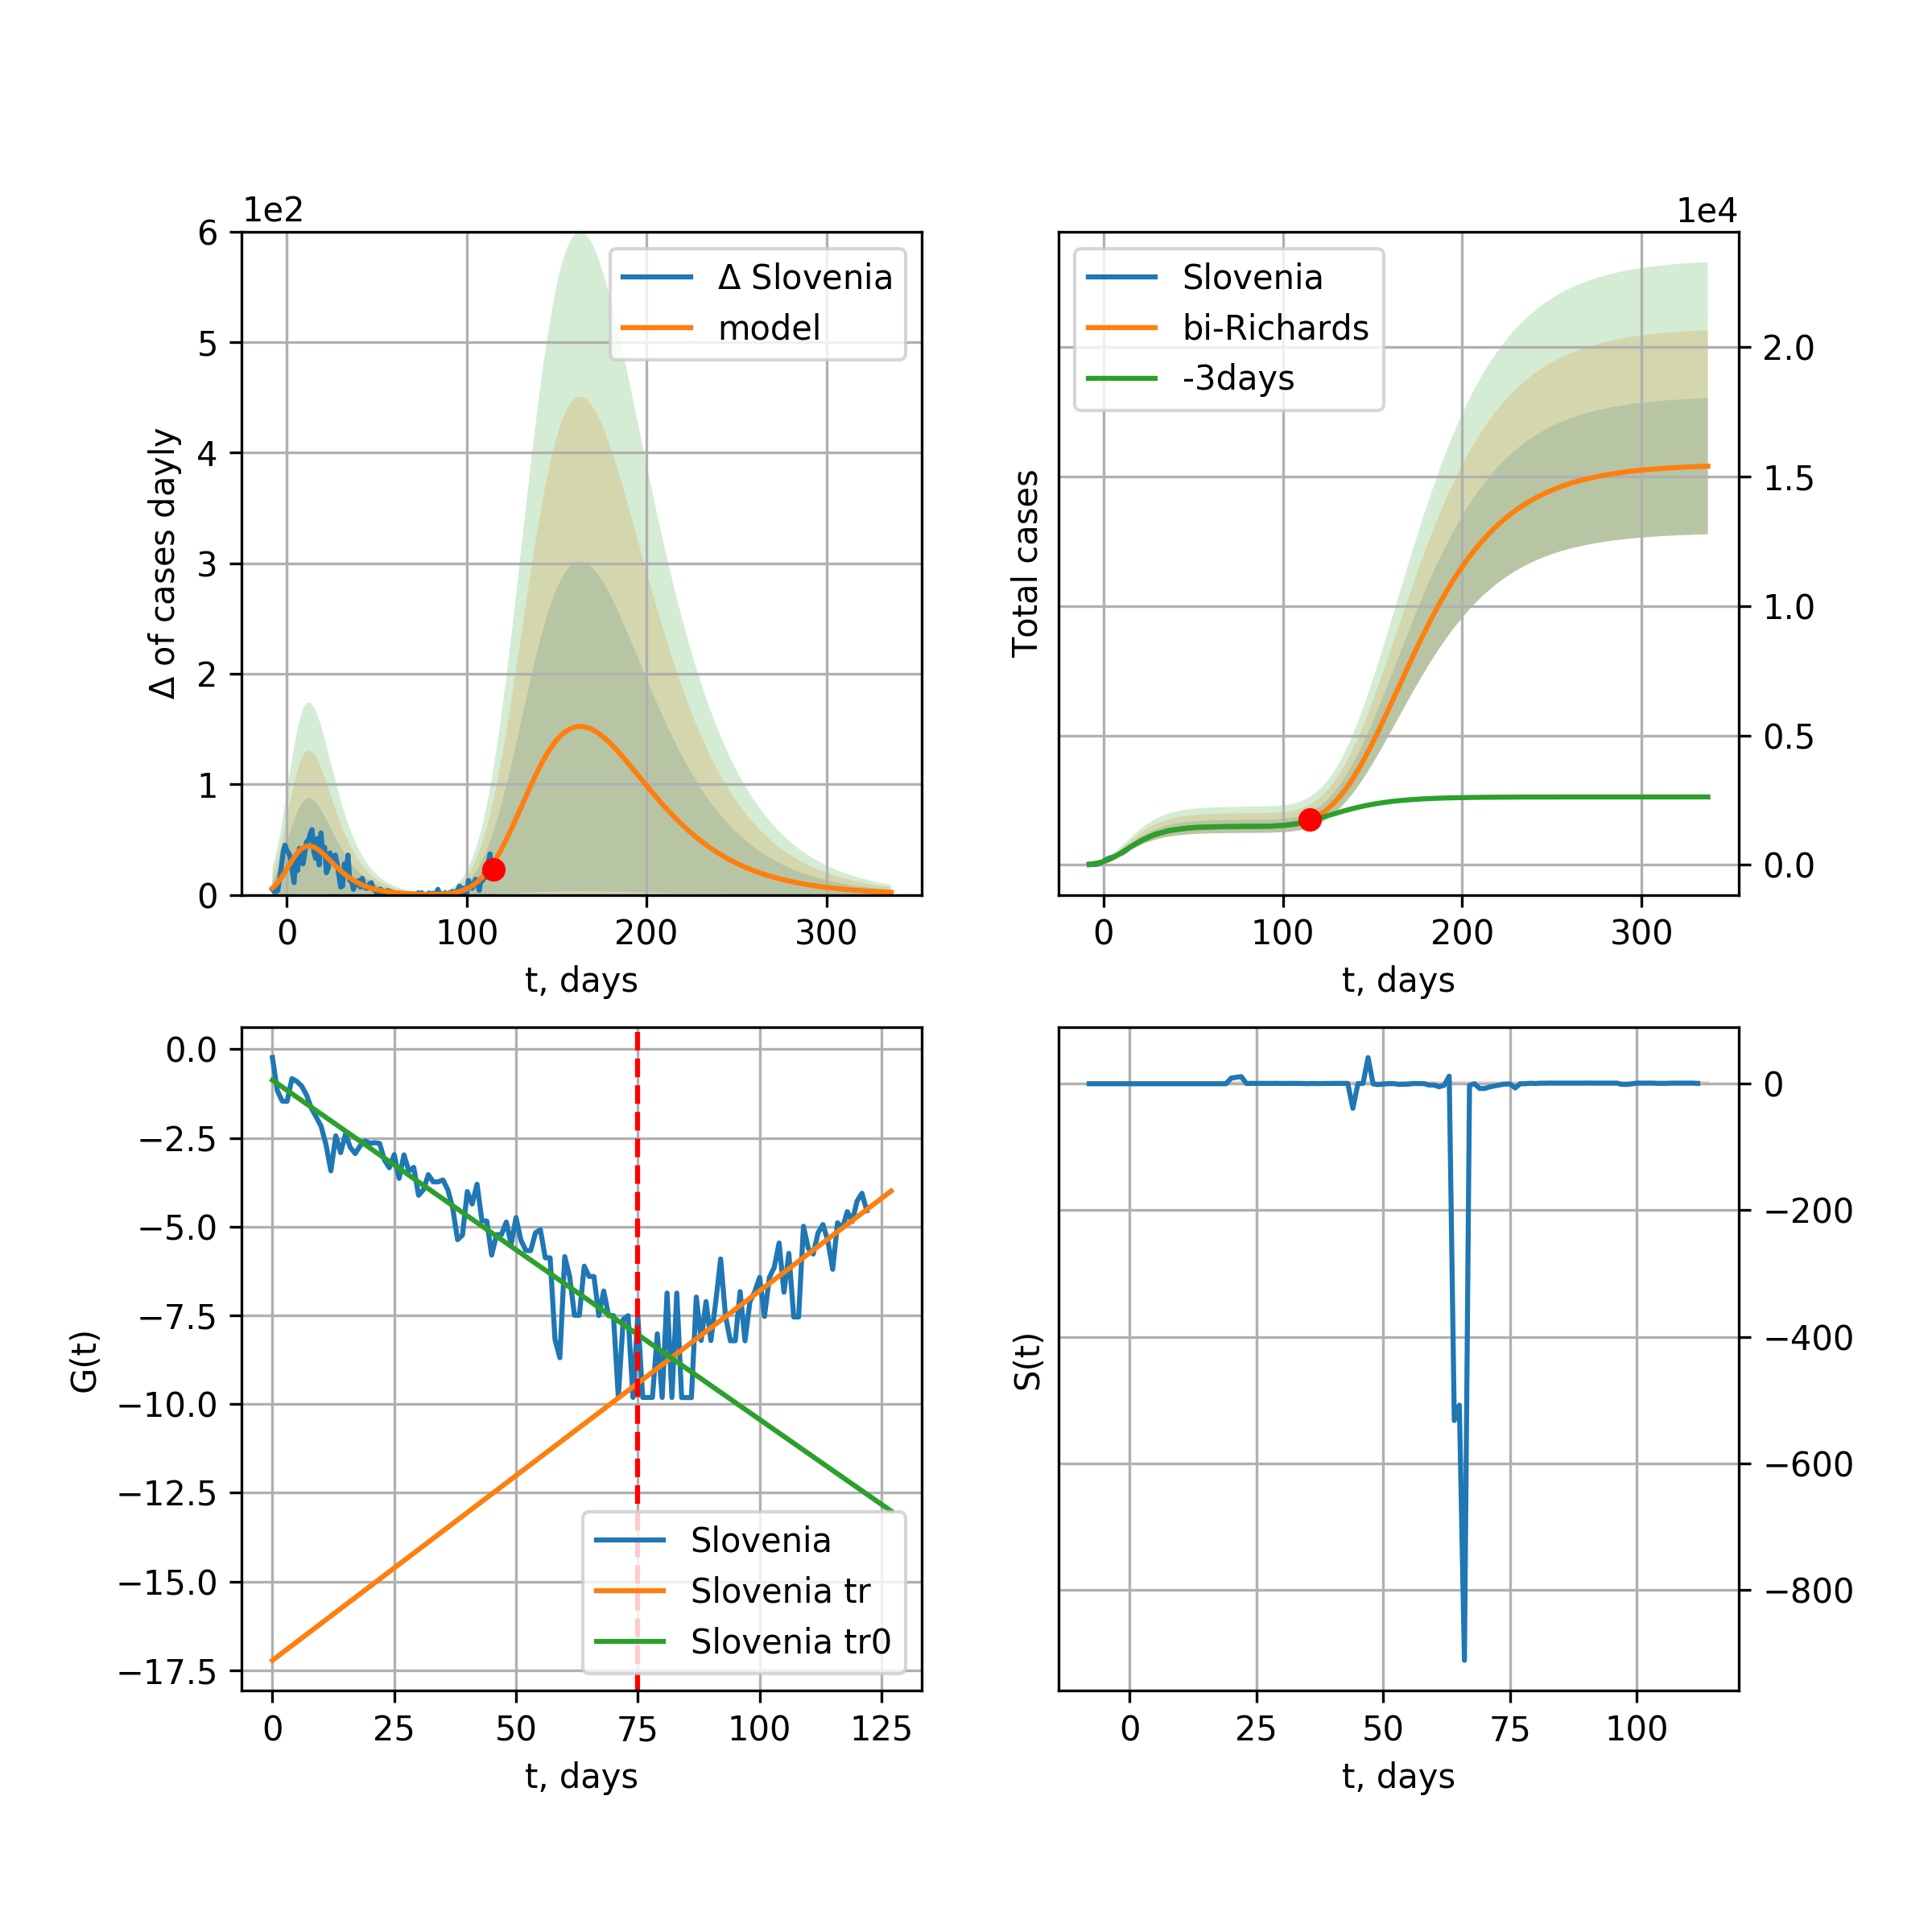 1e2
6
5
4
3
2
1
0
Δ of cases dayly
Δ Slovenia
model
0 100 200 300
t, days
1e4
Slovenia
bi-Richards
-3days
Total cases
2.0
1.5
1.0
0.5
0.0
0 100 200 300
t, days
0.0
−2.5
−5.0
−7.5
−10.0
−12.5
−15.0
−17.5
G(t)
Slovenia
Slovenia tr
Slovenia tr0
0 25 50 75 100 125
t, days
S(t)
0
−200
−400
−600
−800
0 25 50 75 100
t, days